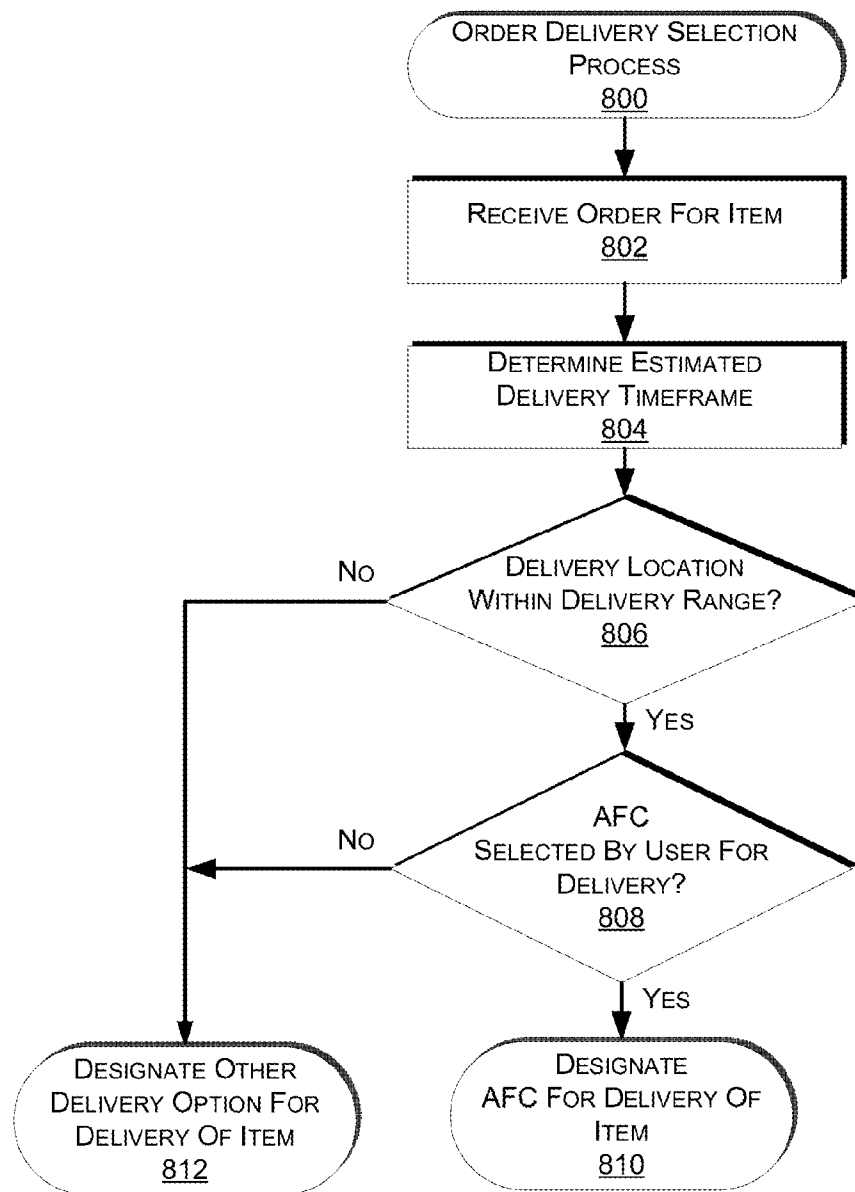 ORDER DELIVERY SELECTION
PROCESS
800
RECEIVE ORDER FOR ITEM
802
DETERMINE ESTIMATED
DELIVERY TIMEFRAME
804
NO
DELIVERY LOCATION
WITHIN DELIVERY RANGE?
806
YES
NO
AFC
SELECTED BY USER FOR
DELIVERY?
808
YES
DESIGNATE OTHER
DELIVERY OPTION FOR
DELIVERY OF ITEM
812
DESIGNATE
AFC FOR DELIVERY OF
ITEM
810